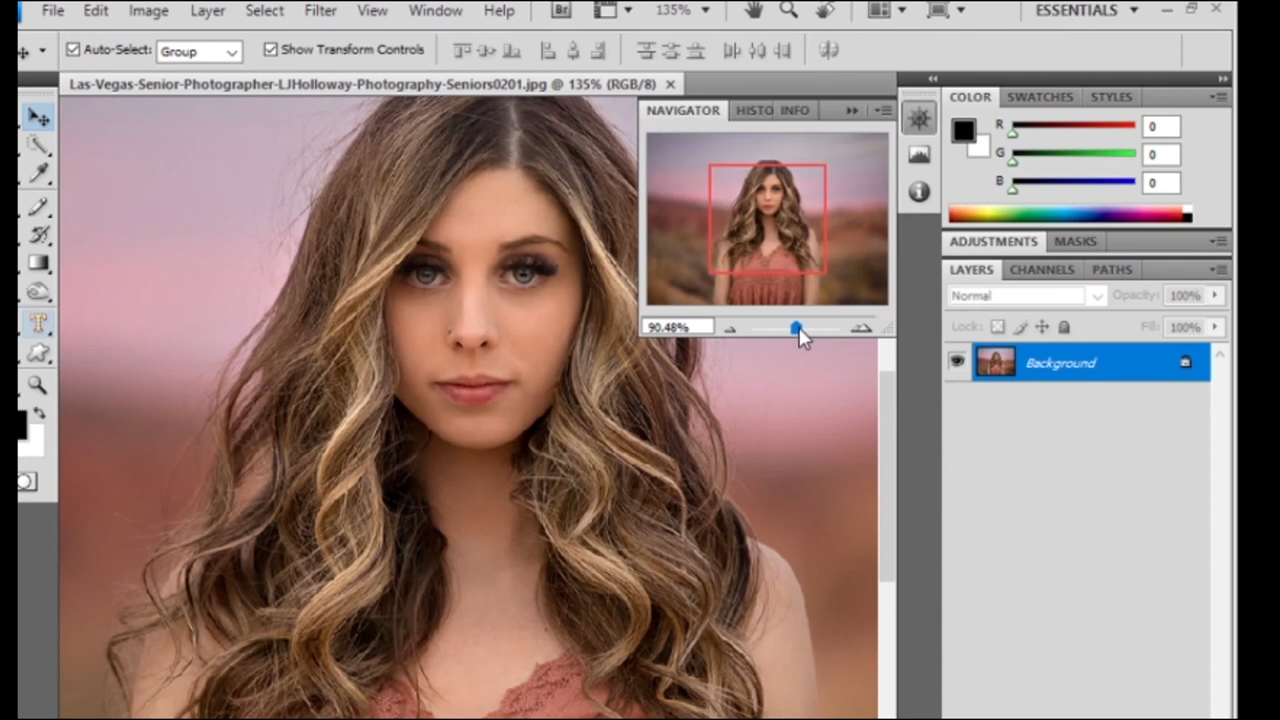 File Edit Image Layer Select Filter View Window Help Br 135% ESSENTIALS
Auto-Select: Group Show Transform Controls
Las-Vegas-Senior-Photographer-LJHolloway-Photography-Seniors0201.jpg @ 135% (RGB/8)
NAVIGATOR HISTO INFO
90.48%
COLOR SWATCHES STYLES
R 0
G 0
B 0
ADJUSTMENTS MASKS
LAYERS CHANNELS PATHS
Normal Opacity: 100%
Lock: Fill: 100%
Background